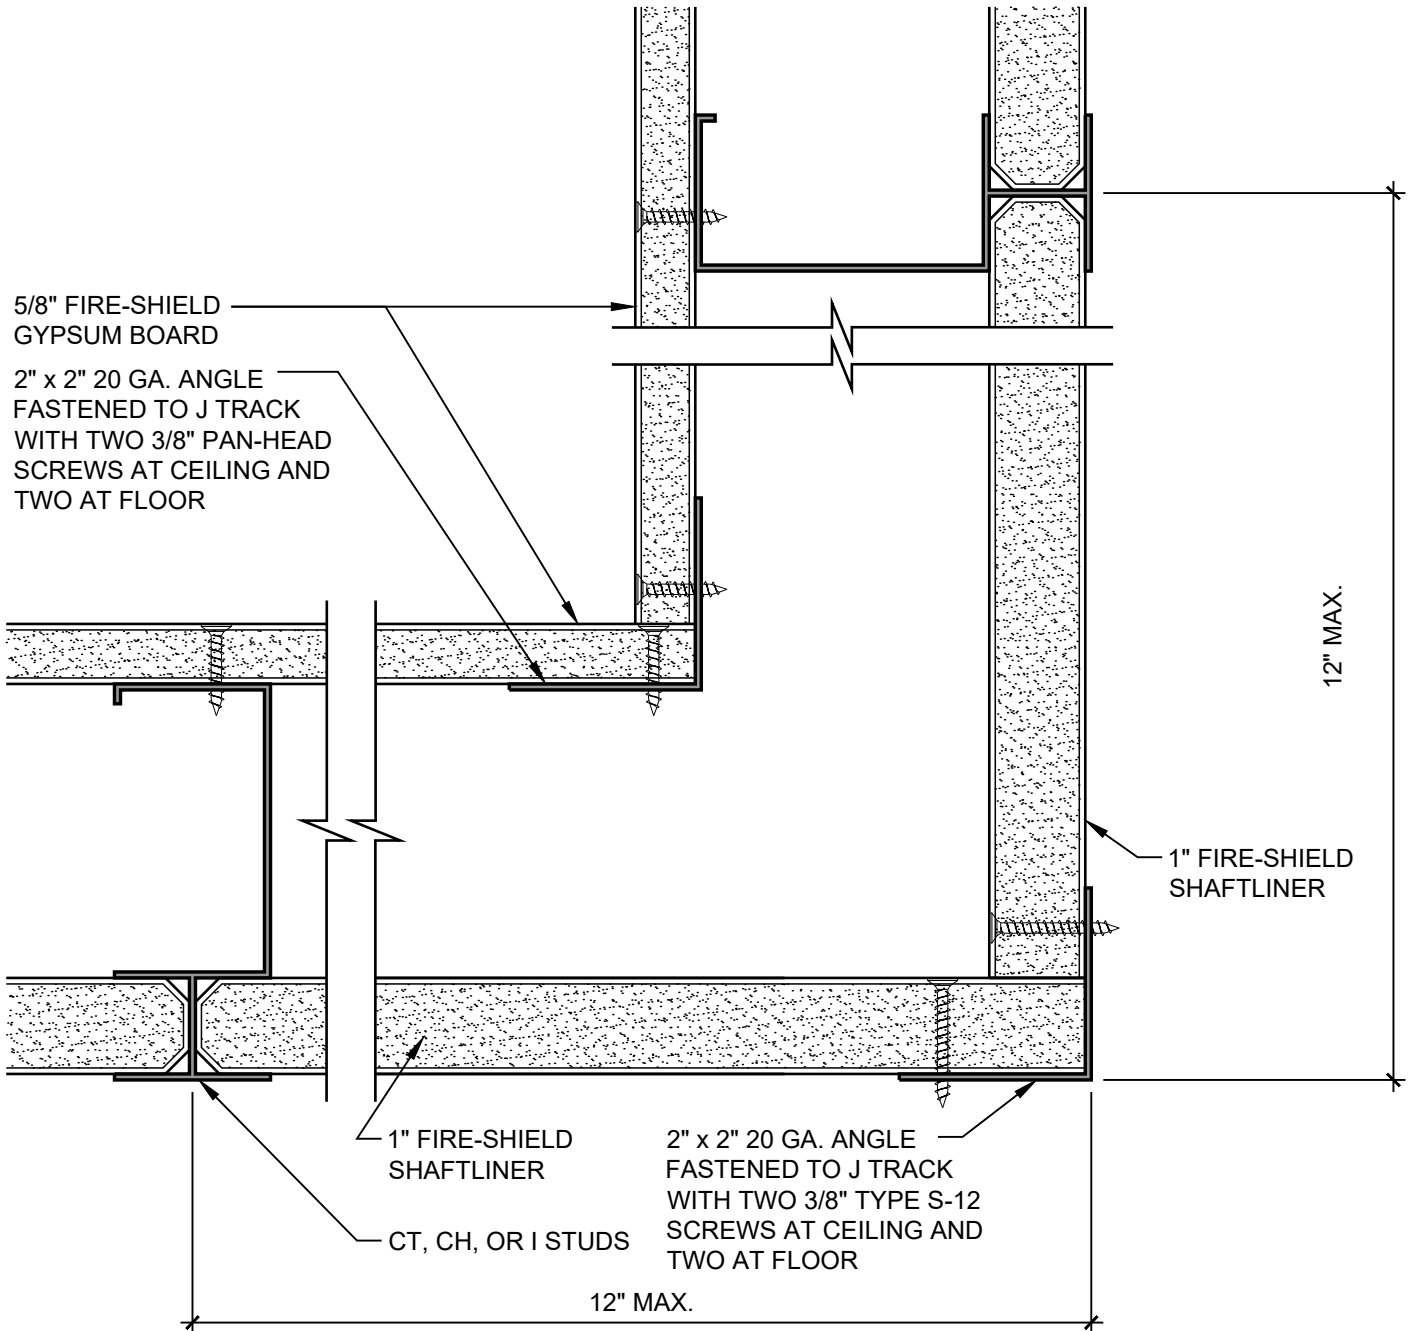 5/8" FIRE-SHIELD
GYPSUM BOARD
2" x 2" 20 GA. ANGLE
FASTENED TO J TRACK
WITH TWO 3/8" PAN-HEAD
SCREWS AT CEILING AND
TWO AT FLOOR
12" MAX.
1" FIRE-SHIELD
SHAFTLINER
1" FIRE-SHIELD
SHAFTLINER
CT, CH, OR I STUDS
2" x 2" 20 GA. ANGLE
FASTENED TO J TRACK
WITH TWO 3/8" TYPE S-12
SCREWS AT CEILING AND
TWO AT FLOOR
12" MAX.